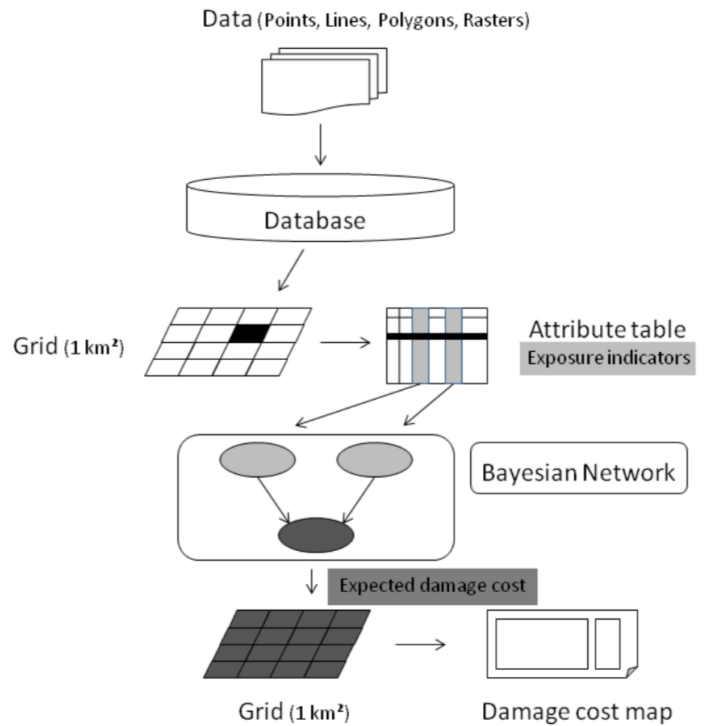 Data (Points, Lines, Polygons, Rasters)
Database
Grid (1 km²)
Attribute table
Exposure indicators
Bayesian Network
Expected damage cost
Grid (1 km²)
Damage cost map